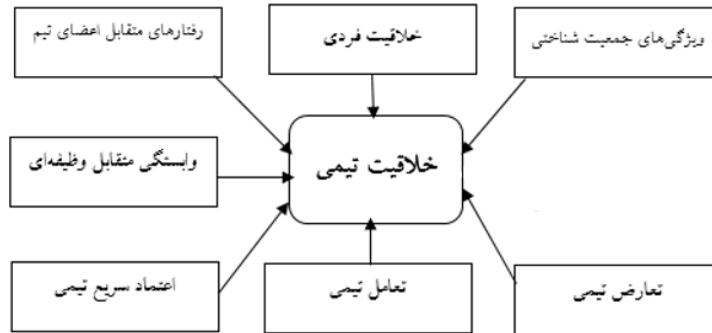 ویژگی‌های جمعیت شناختی
خلاقیت فردی
رفتارهای متقابل اعضای تیم
خلاقیت تیمی
وابستگی متقابل وظیفه‌ای
تعارض تیمی
تعامل تیمی
اعتماد سریع تیمی